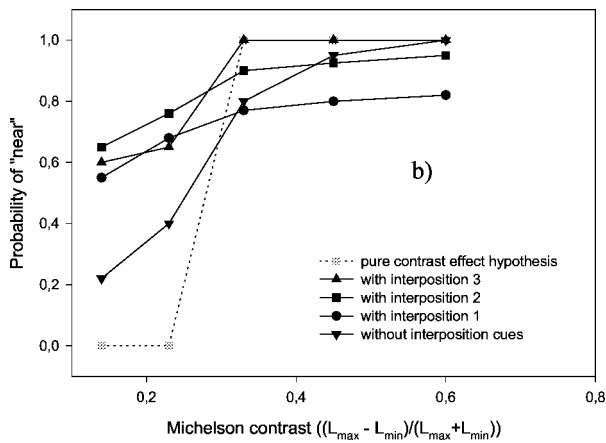 1,0
0,8
0,6
0,4
0,2
0,0
Probability of "near"
b)
pure contrast effect hypothesis
with interposition 3
with interposition 2
with interposition 1
without interposition cues
0,2 0,4 0,6 0,8
Michelson contrast ((Lmax - Lmin)/(Lmax+Lmin))